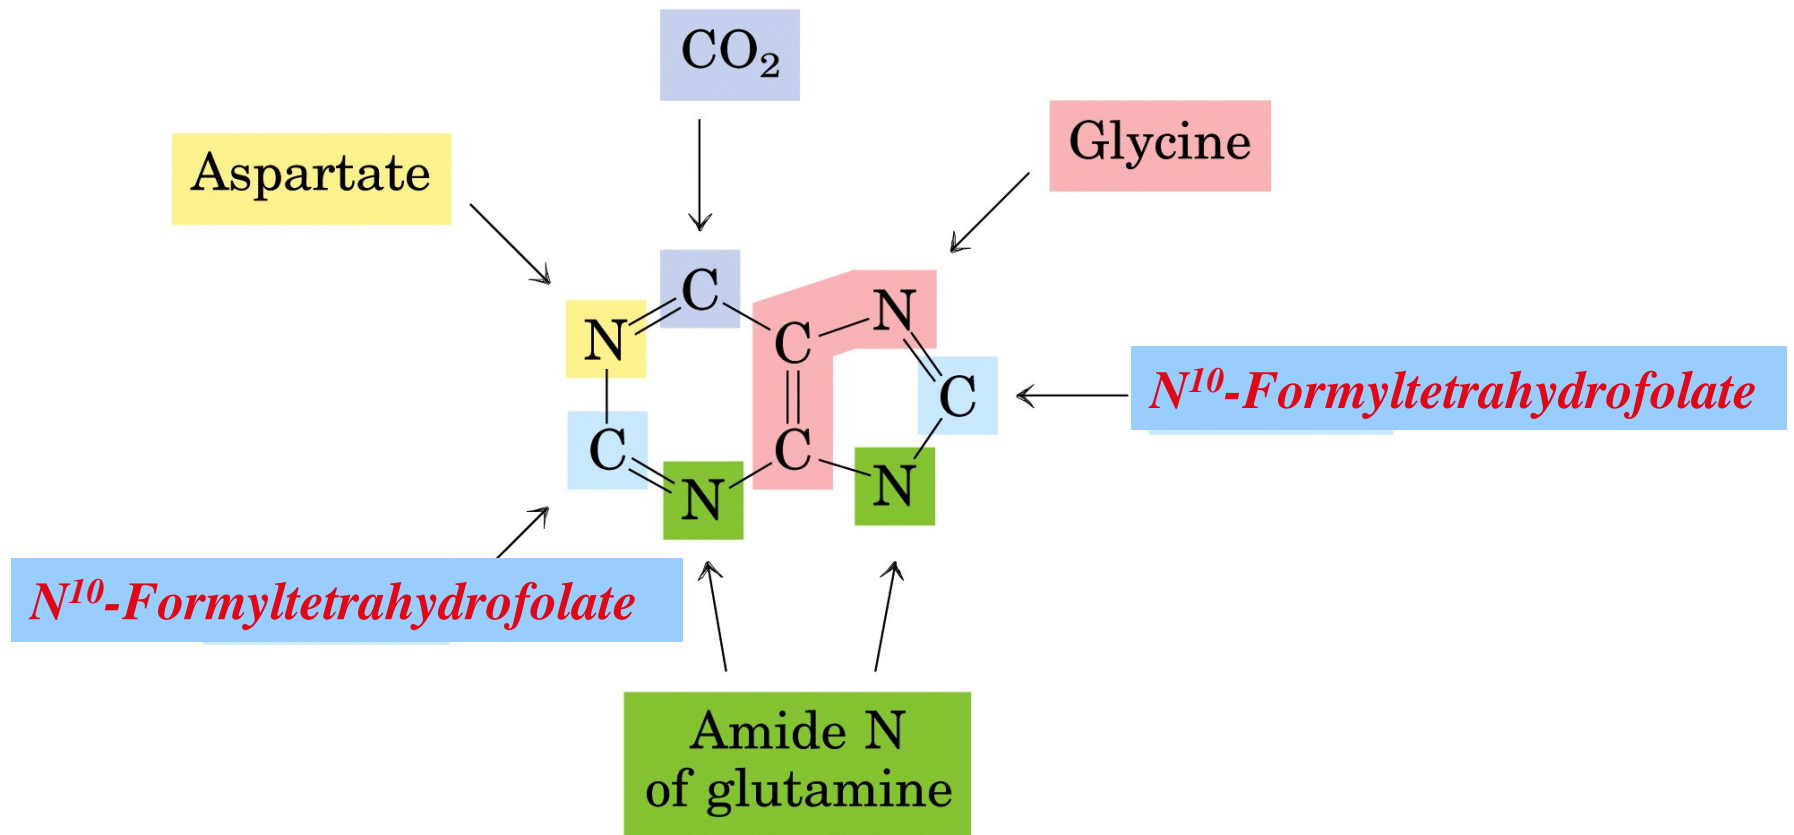 CO₂
Glycine
Aspartate
C
N
N
C
C
N¹⁰-Formyltetrahydrofolate
C
C
N
N
N¹⁰-Formyltetrahydrofolate
Amide N
of glutamine